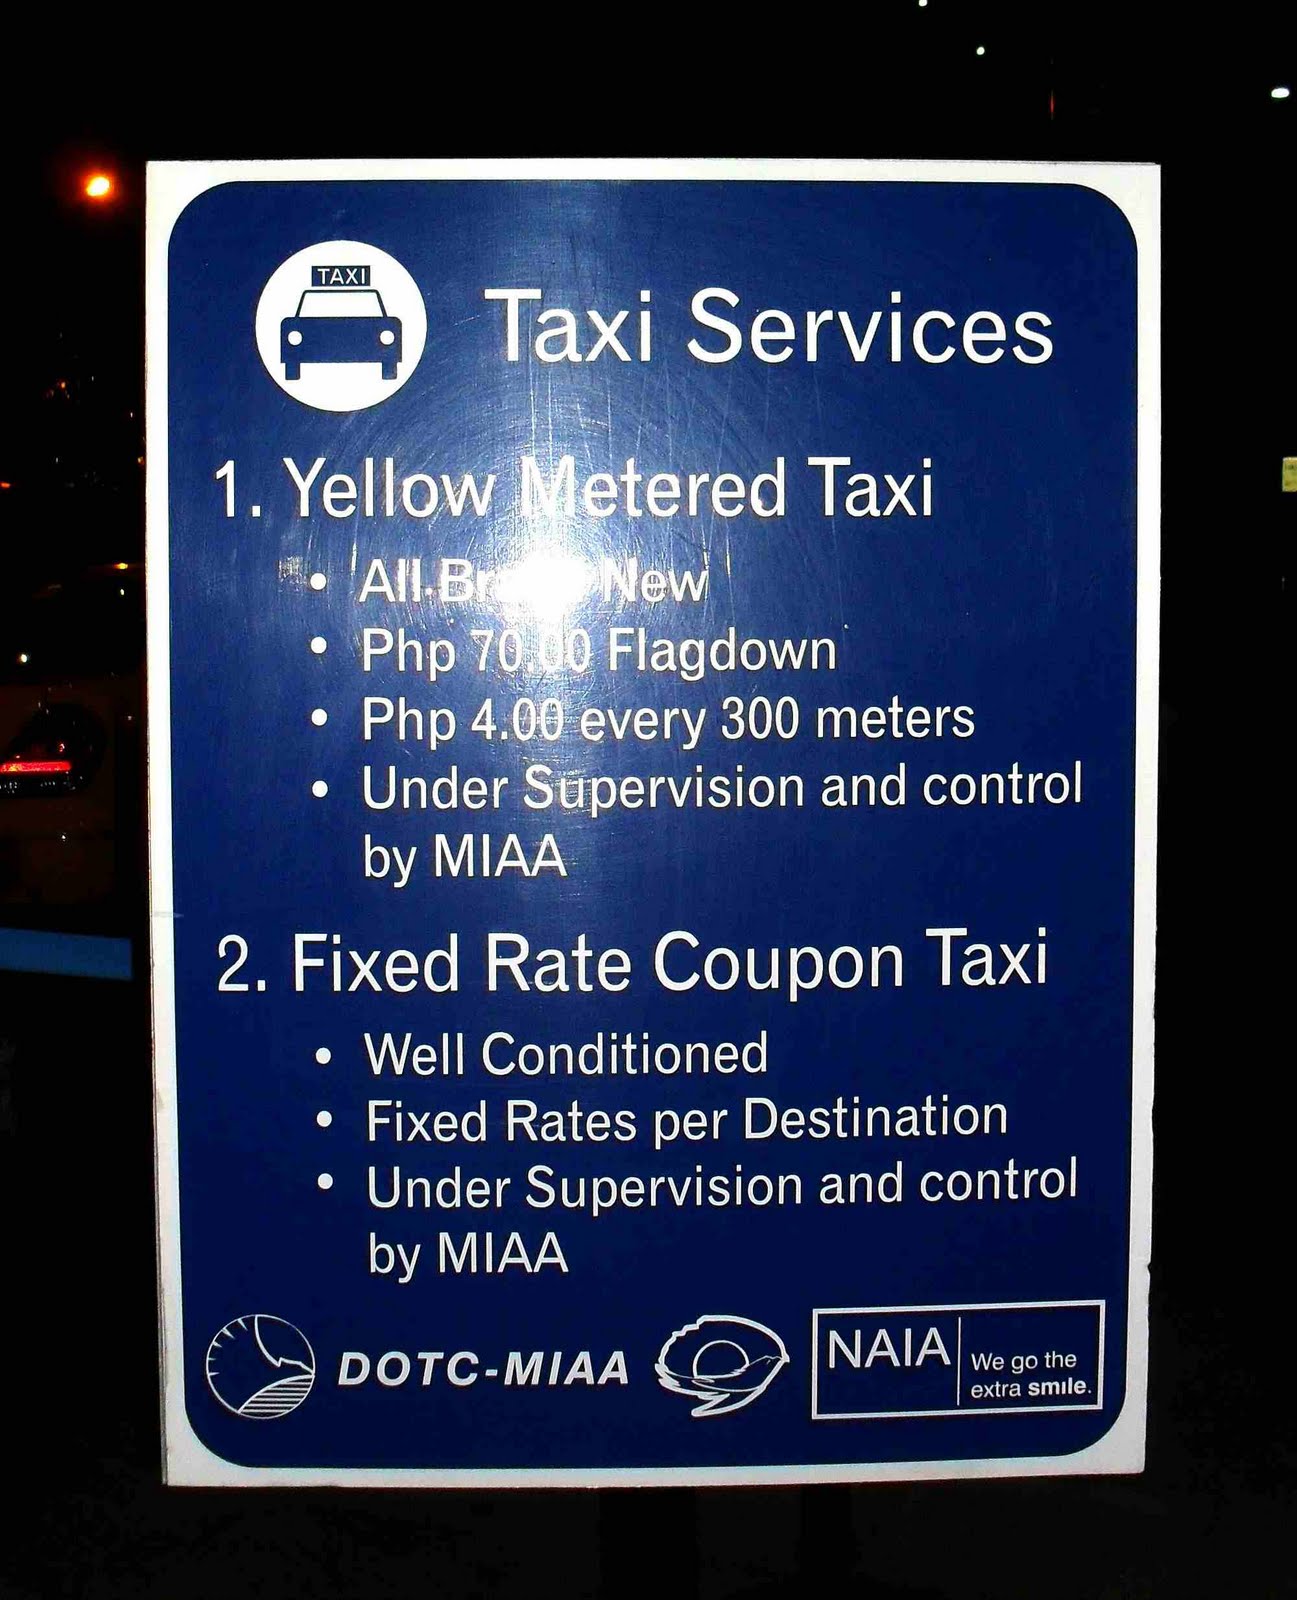 TAXI
Taxi Services
1. Yellow Metered Taxi
• All Brand New
• Php 70.00 Flagdown
• Php 4.00 every 300 meters
• Under Supervision and control
by MIAA
2. Fixed Rate Coupon Taxi
• Well Conditioned
• Fixed Rates per Destination
• Under Supervision and control
by MIAA
DOTC-MIAA
NAIA
We go the
extra smile.